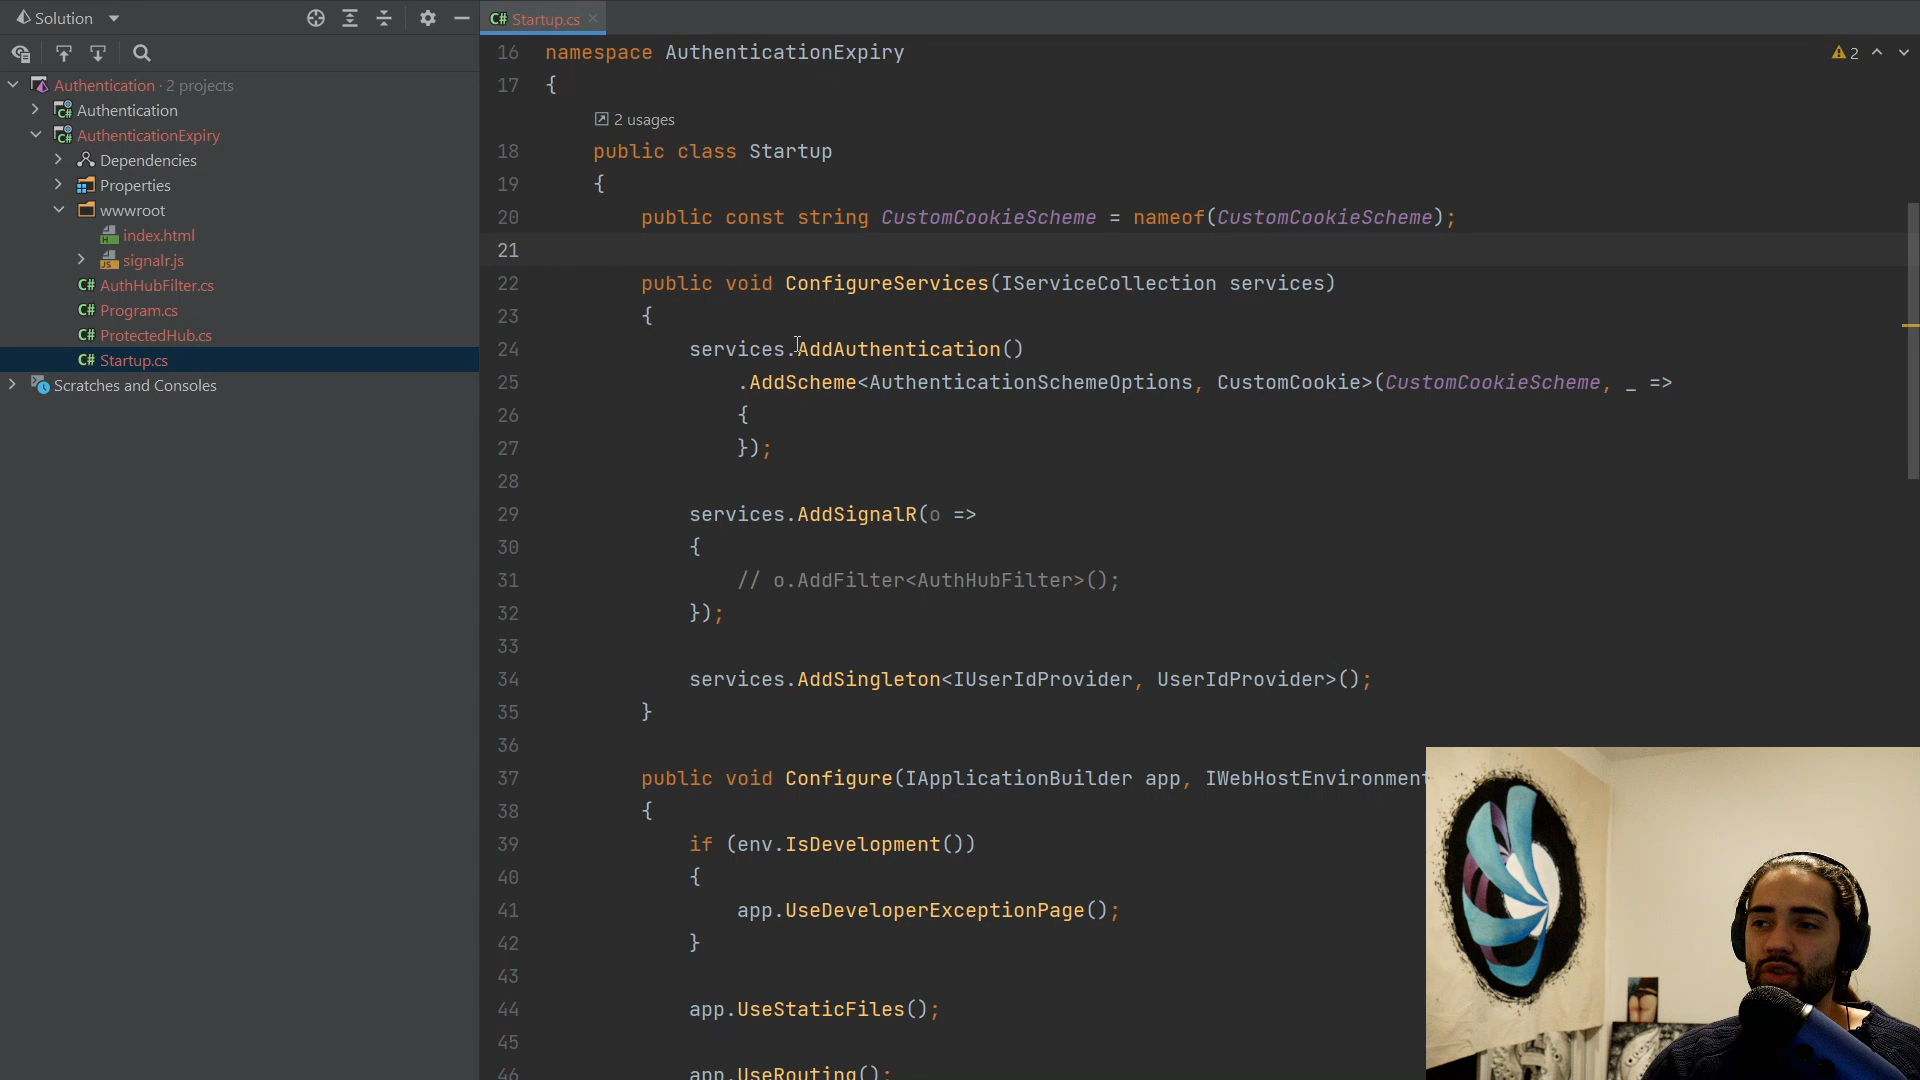 Solution
Authentication · 2 projects
Authentication
AuthenticationExpiry
Dependencies
Properties
wwwroot
index.html
signalr.js
C# AuthHubFilter.cs
C# Program.cs
C# ProtectedHub.cs
C# Startup.cs
Scratches and Consoles
C# Startup.cs
2
16 namespace AuthenticationExpiry
17 {
2 usages
18 public class Startup
19 {
20 public const string CustomCookieScheme = nameof(CustomCookieScheme);
21
22 public void ConfigureServices(IServiceCollection services)
23 {
24 services.AddAuthentication()
25 .AddScheme<AuthenticationSchemeOptions, CustomCookie>(CustomCookieScheme, _ =>
26 {
27 });
28
29 services.AddSignalR(o =>
30 {
31 // o.AddFilter<AuthHubFilter>();
32 });
33
34 services.AddSingleton<IUserIdProvider, UserIdProvider>();
35 }
36
37 public void Configure(IApplicationBuilder app, IWebHostEnvironment
38 {
39 if (env.IsDevelopment())
40 {
41 app.UseDeveloperExceptionPage();
42 }
43
44 app.UseStaticFiles();
45
46 app.UseRouting();